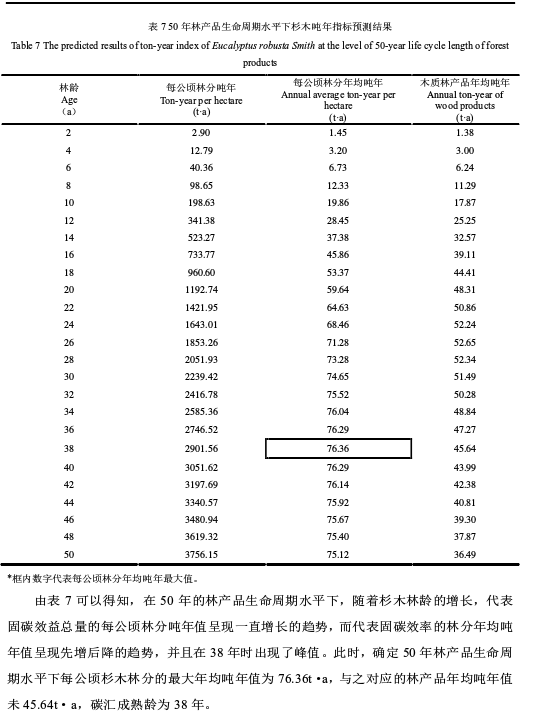 表 7 50 年林产品生命周期水平下杉木吨年指标预测结果
Table 7 The predicted results of ton-year index of Eucalyptus robusta Smith at the level of 50-year life cycle length of forest
products
林龄 每公顷林分吨年 每公顷林分年均吨年 木质林产品年均吨年
Age Ton-year per hectare Annual average ton-year per Annual ton-year of
(a) (t·a) hectare wood products
(t·a) (t·a)
2 2.90 1.45 1.38
4 12.79 3.20 3.00
6 40.36 6.73 6.24
8 98.65 12.33 11.29
10 198.63 19.86 17.87
12 341.38 28.45 25.25
14 523.27 37.38 32.57
16 733.77 45.86 39.11
18 960.60 53.37 44.41
20 1192.74 59.64 48.31
22 1421.95 64.63 50.86
24 1643.01 68.46 52.24
26 1853.26 71.28 52.65
28 2051.93 73.28 52.34
30 2239.42 74.65 51.49
32 2416.78 75.52 50.28
34 2585.36 76.04 48.84
36 2746.52 76.29 47.27
38 2901.56 76.36 45.64
40 3051.62 76.29 43.99
42 3197.69 76.14 42.38
44 3340.57 75.92 40.81
46 3480.94 75.67 39.30
48 3619.32 75.40 37.87
50 3756.15 75.12 36.49
*框内数字代表每公顷林分年均吨年最大值。
由表 7 可以得知，在 50 年的林产品生命周期水平下，随着杉木林龄的增长，代表
固碳效益总量的每公顷林分吨年值呈现一直增长的趋势，而代表固碳效率的林分年均吨
年值呈现先增后降的趋势，并且在 38 年时出现了峰值。此时，确定 50 年林产品生命周
期水平下每公顷杉木林分的最大年均吨年值为 76.36t·a，与之对应的林产品年均吨年值
未 45.64t·a，碳汇成熟龄为 38 年。